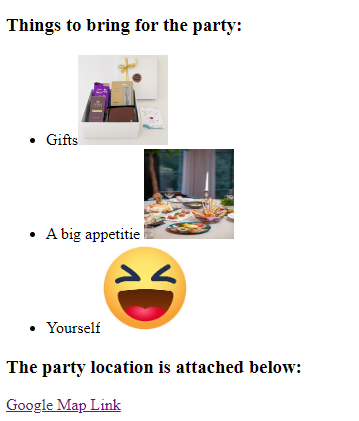 Things to bring for the party:
Gifts
A big appetitie
Yourself
The party location is attached below:
Google Map Link